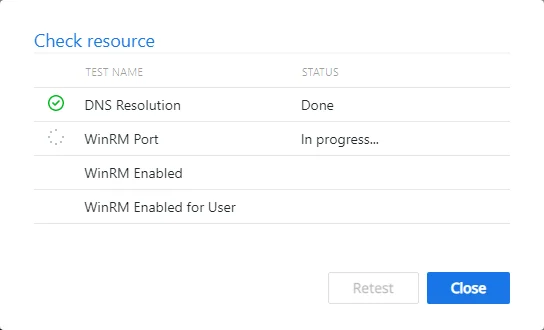 Check resource
TEST NAME STATUS
DNS Resolution Done
WinRM Port In progress...
WinRM Enabled
WinRM Enabled for User
Retest Close